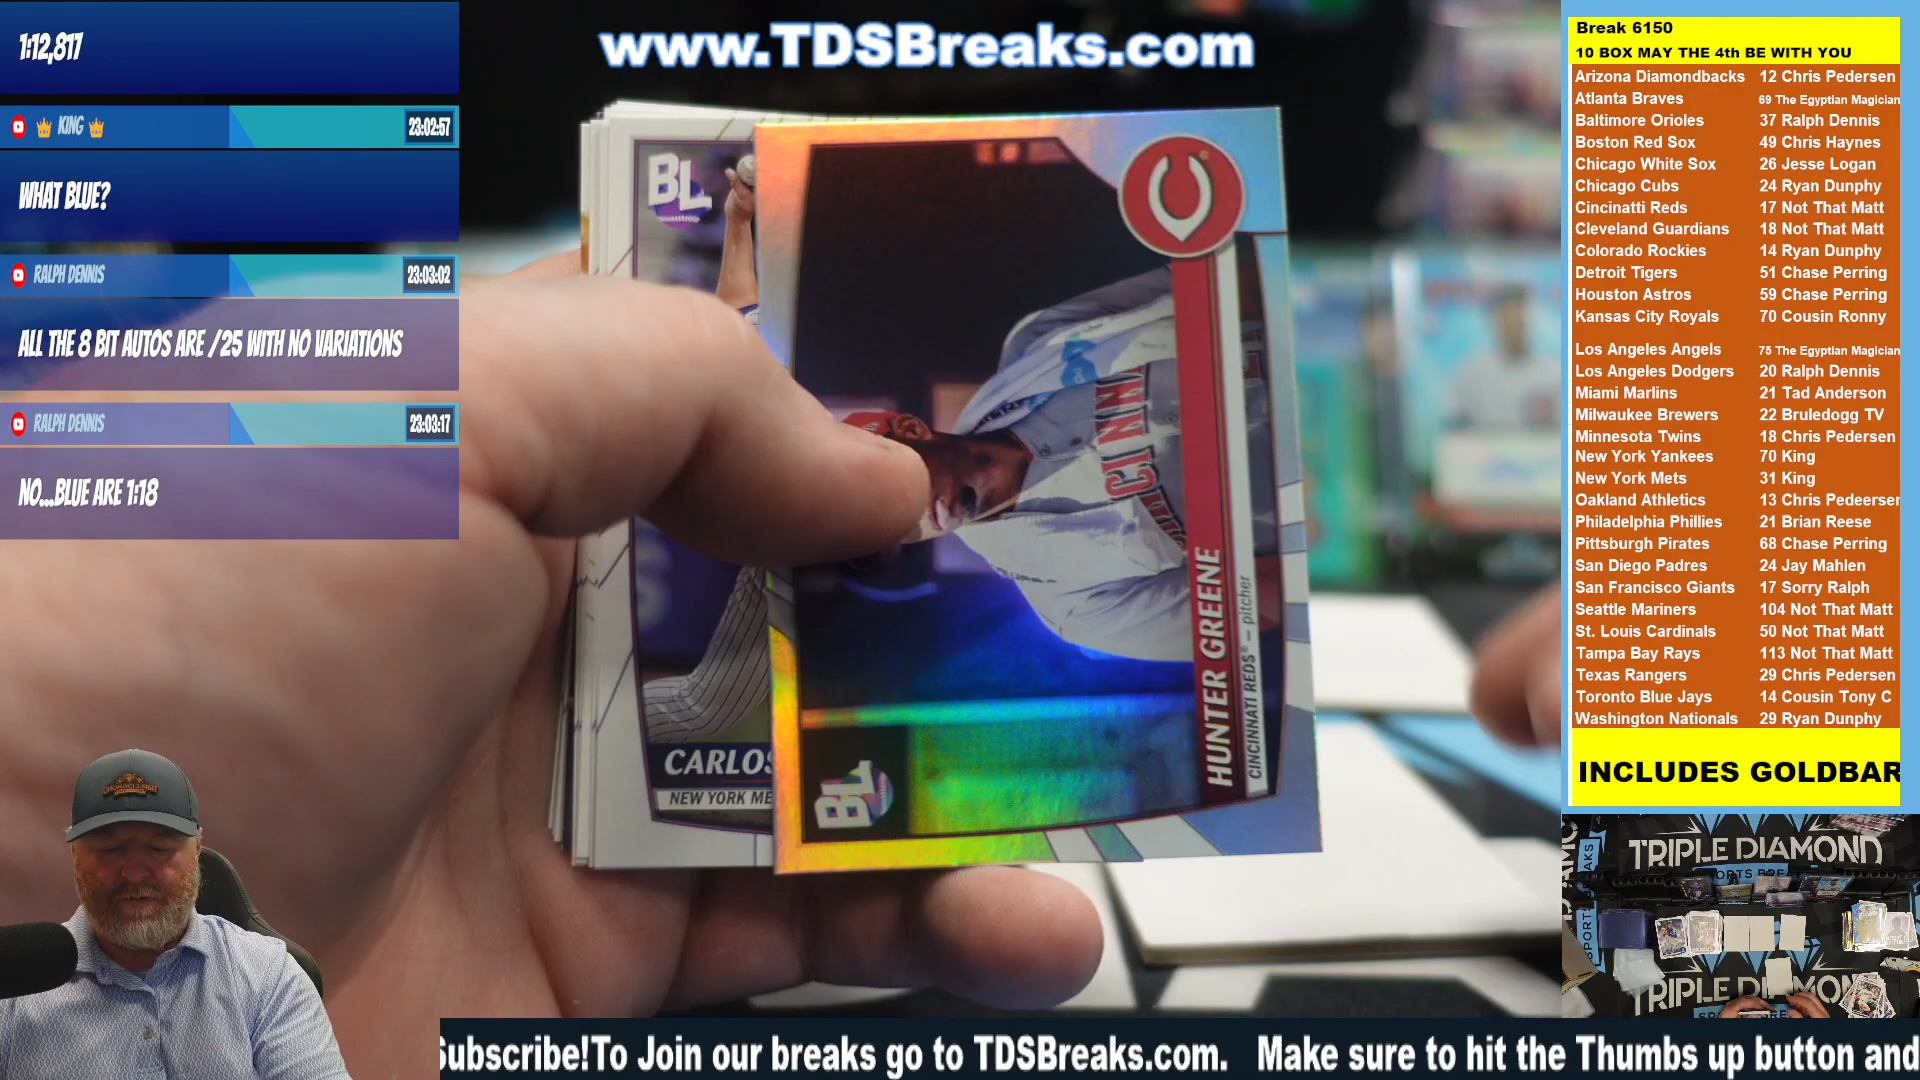 1:12,817
KING
23:02:57
WHAT BLUE?
RALPH DENNIS
23:03:02
ALL THE 8 BIT AUTOS ARE /25 WITH NO VARIATIONS
RALPH DENNIS
23:03:17
NO...BLUE ARE 1:18
www.TDSBreaks.com
BL
CARLOS
NEW YORK ME
C
CINN
HUNTER GREENE
CINCINNATI REDS® — pitcher
BL
Break 6150
10 BOX MAY THE 4th BE WITH YOU
Arizona Diamondbacks 12 Chris Pedersen
Atlanta Braves 69 The Egyptian Magician
Baltimore Orioles 37 Ralph Dennis
Boston Red Sox 49 Chris Haynes
Chicago White Sox 26 Jesse Logan
Chicago Cubs 24 Ryan Dunphy
Cincinatti Reds 17 Not That Matt
Cleveland Guardians 18 Not That Matt
Colorado Rockies 14 Ryan Dunphy
Detroit Tigers 51 Chase Perring
Houston Astros 59 Chase Perring
Kansas City Royals 70 Cousin Ronny
Los Angeles Angels 75 The Egyptian Magician
Los Angeles Dodgers 20 Ralph Dennis
Miami Marlins 21 Tad Anderson
Milwaukee Brewers 22 Bruledogg TV
Minnesota Twins 18 Chris Pedersen
New York Yankees 70 King
New York Mets 31 King
Oakland Athletics 13 Chris Pedeersen
Philadelphia Phillies 21 Brian Reese
Pittsburgh Pirates 68 Chase Perring
San Diego Padres 24 Jay Mahlen
San Francisco Giants 17 Sorry Ralph
Seattle Mariners 104 Not That Matt
St. Louis Cardinals 50 Not That Matt
Tampa Bay Rays 113 Not That Matt
Texas Rangers 29 Chris Pedersen
Toronto Blue Jays 14 Cousin Tony C
Washington Nationals 29 Ryan Dunphy
INCLUDES GOLDBAR
TRIPLE DIAMOND
SPORTS BREAKS
TRIPLE DIAMOND
Subscribe!To Join our breaks go to TDSBreaks.com. Make sure to hit the Thumbs up button and